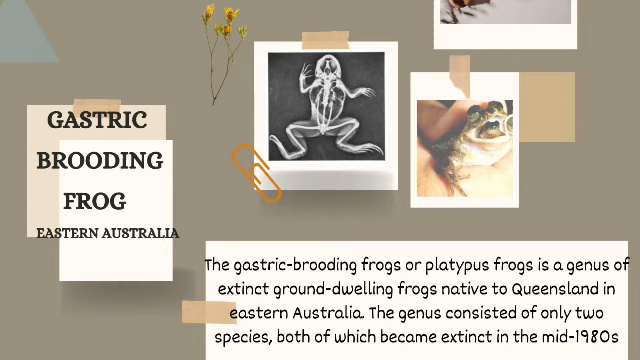 GASTRIC
BROODING
FROG
EASTERN AUSTRALIA
The gastric-brooding frogs or platypus frogs is a genus of
extinct ground-dwelling frogs native to Queensland in
eastern Australia. The genus consisted of only two
species, both of which became extinct in the mid-1980s